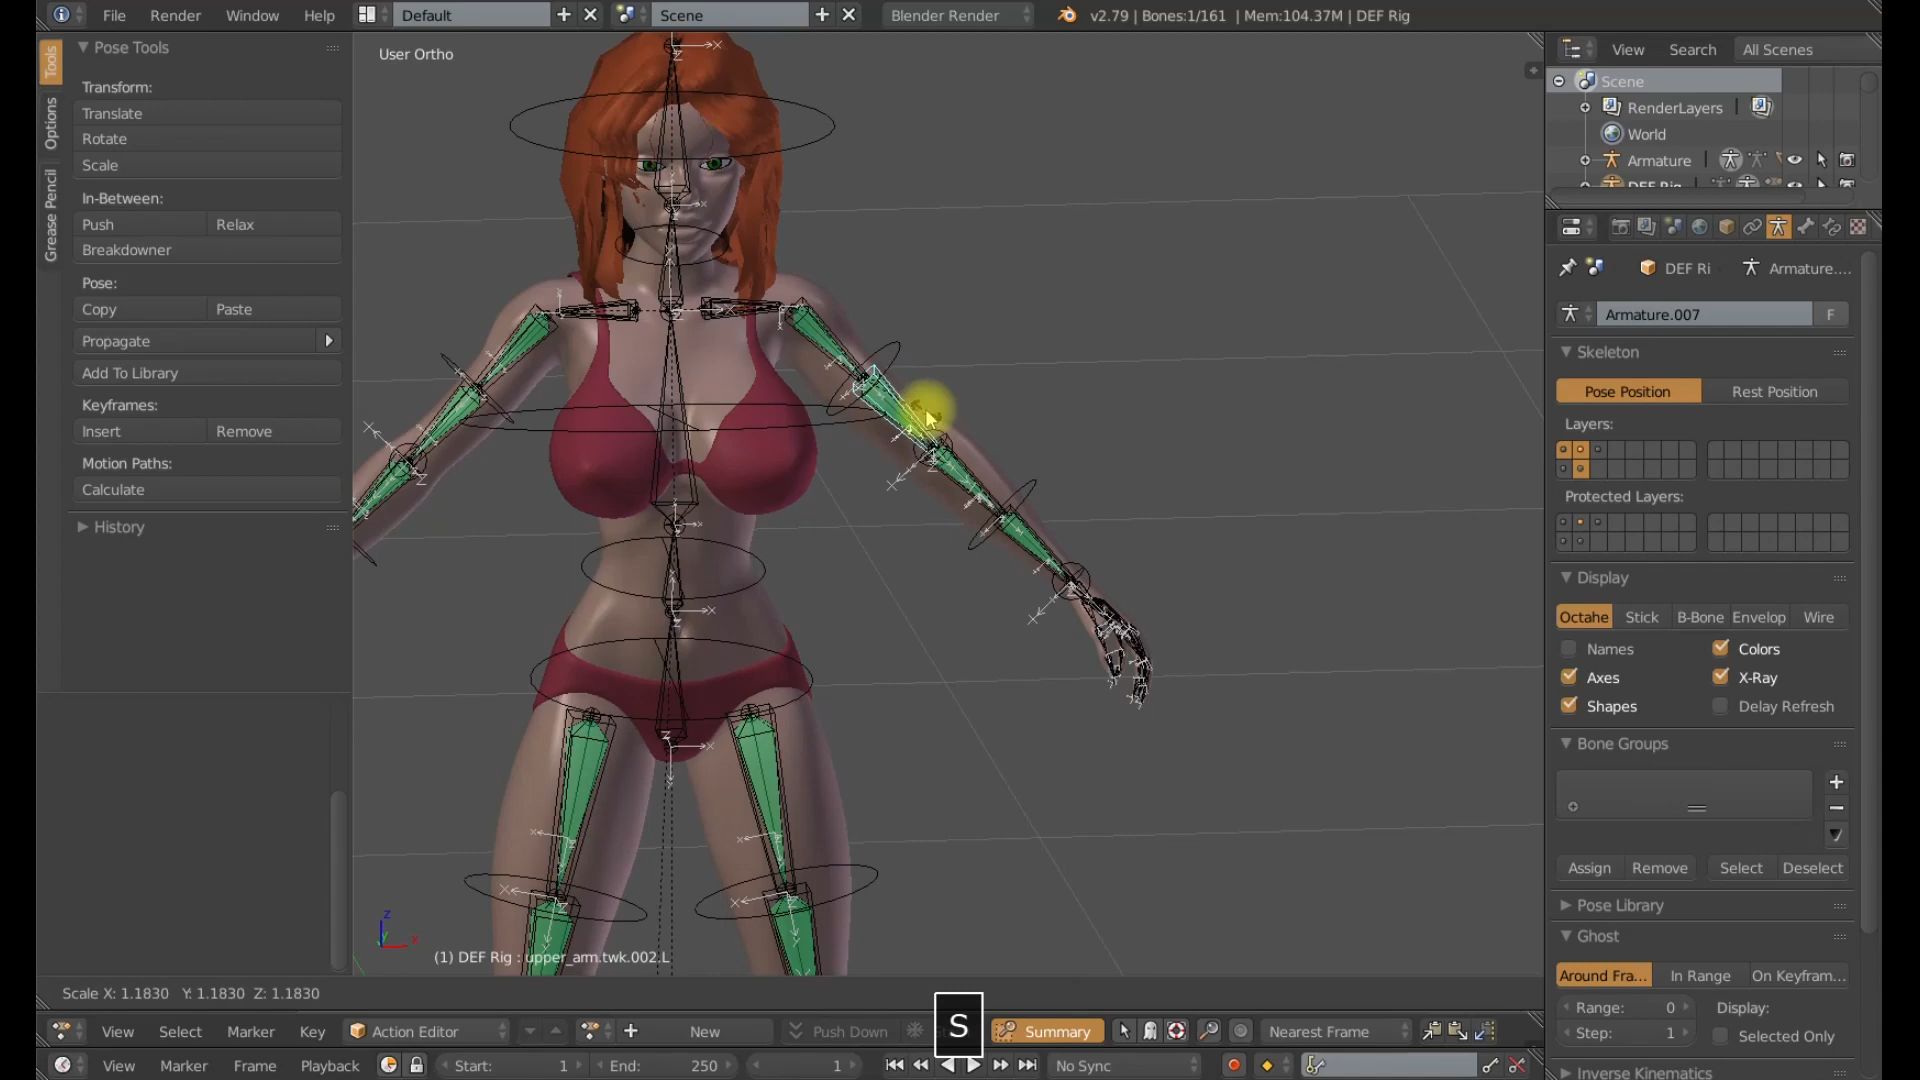 File Render Window Help Default Scene Blender Render v2.79 | Bones:1/161 | Mem:104.37M | DEF Rig
Tools
Options
Grease Pencil
Pose Tools
Transform:
Translate
Rotate
Scale
In-Between:
Push Relax
Breakdowner
Pose:
Copy Paste
Propagate
Add To Library
Keyframes:
Insert Remove
Motion Paths:
Calculate
History
User Ortho
(1) DEF Rig : upper_arm.twk.002.L
Scale X: 1.1830 Y: 1.1830 Z: 1.1830
S
View Search All Scenes
Scene
RenderLayers
World
Armature
DEF Rig
DEF Ri Armature....
Armature.007 F
Skeleton
Pose Position Rest Position
Layers:
Protected Layers:
Display
Octahe Stick B-Bone Envelop Wire
Names Colors
Axes X-Ray
Shapes Delay Refresh
Bone Groups
Assign Remove Select Deselect
Pose Library
Ghost
Around Fra... In Range On Keyfram...
Range: 0 Display:
Step: 1 Selected Only
Inverse Kinematics
View Select Marker Key Action Editor New Push Down Summary Nearest Frame
View Marker Frame Playback Start: 1 End: 250 1 No Sync